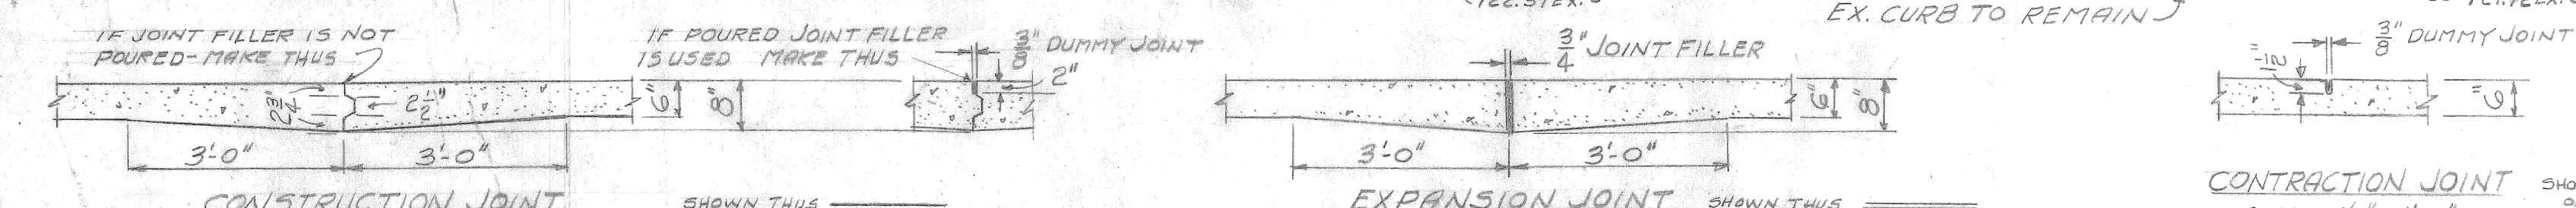 EX. CURB TO REMAIN
IF JOINT FILLER IS NOT
POURED-MAKE THUS
2 3/4"
2 1/2"
6"
8"
3'-0"
3'-0"
CONSTRUCTION JOINT
SHOWN THUS
IF POURED JOINT FILLER
IS USED MAKE THUS
3/8" DUMMY JOINT
2"
3/4" JOINT FILLER
6"
8"
3'-0"
3'-0"
EXPANSION JOINT
SHOWN THUS
3/8" DUMMY JOINT
6"
CONTRACTION JOINT